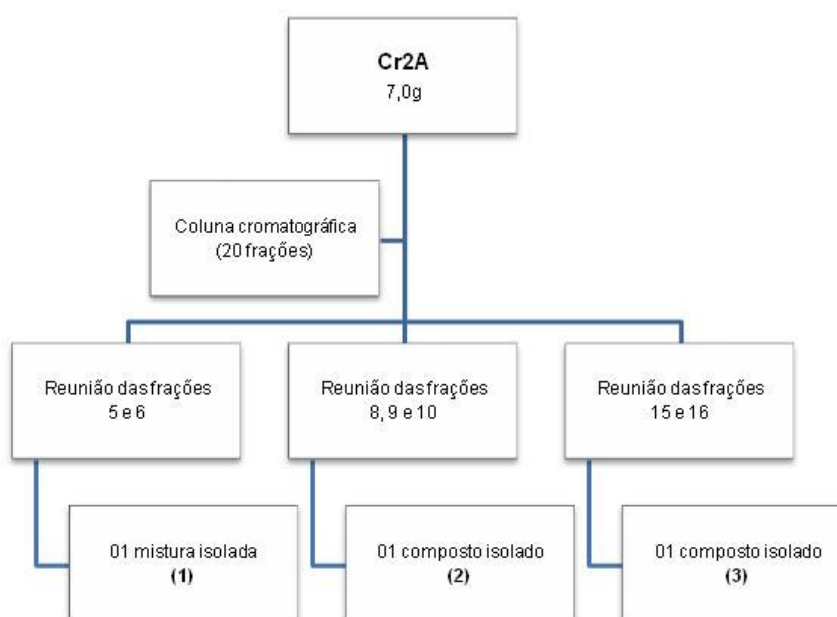 Cr2A
7,0g
Coluna cromatográfica
(20 frações)
Reunião das frações
5 e 6
Reunião das frações
8, 9 e 10
Reunião das frações
15 e 16
01 mistura isolada
(1)
01 composto isolado
(2)
01 composto isolado
(3)